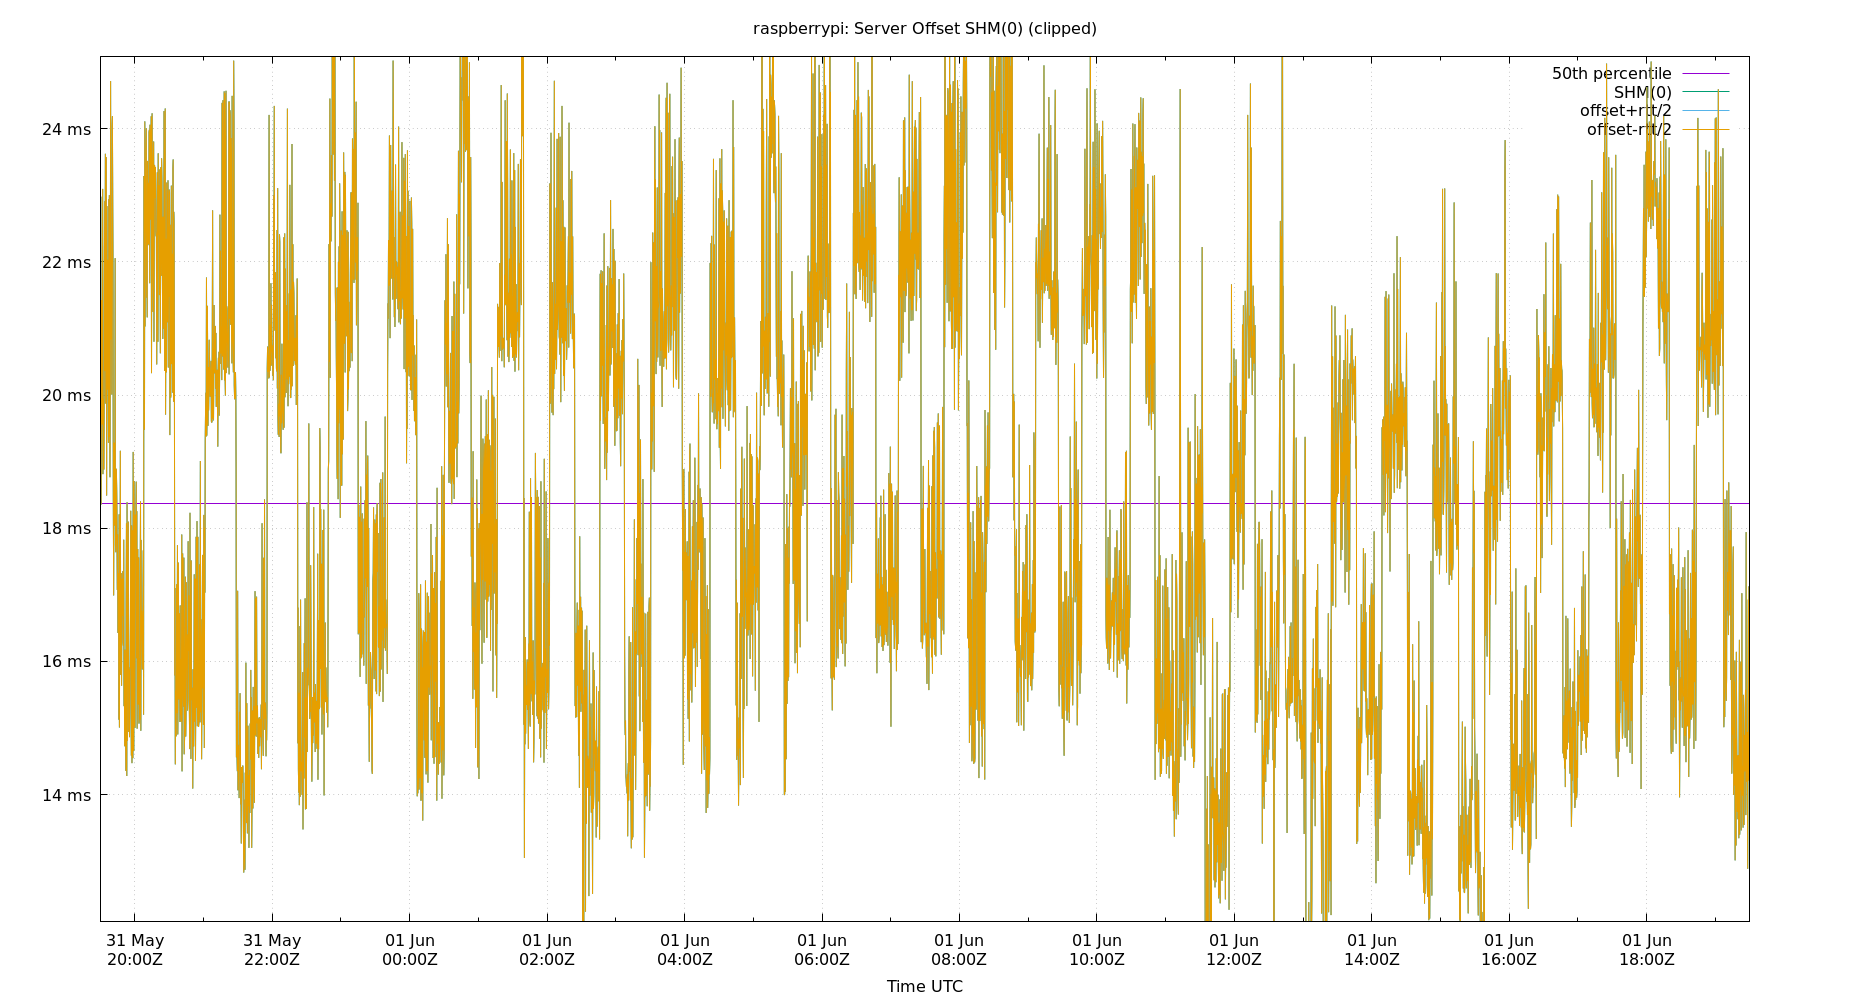 raspberrypi: Server Offset SHM(0) (clipped)
50th percentile
SHM(0)
offset+rtt/2
offset-rtt/2
24 ms
22 ms
20 ms
18 ms
16 ms
14 ms
31 May 31 May 01 Jun 01 Jun 01 Jun 01 Jun 01 Jun 01 Jun 01 Jun 01 Jun 01 Jun 01 Jun
20:00Z 22:00Z 00:00Z 02:00Z 04:00Z 06:00Z 08:00Z 10:00Z 12:00Z 14:00Z 16:00Z 18:00Z
Time UTC